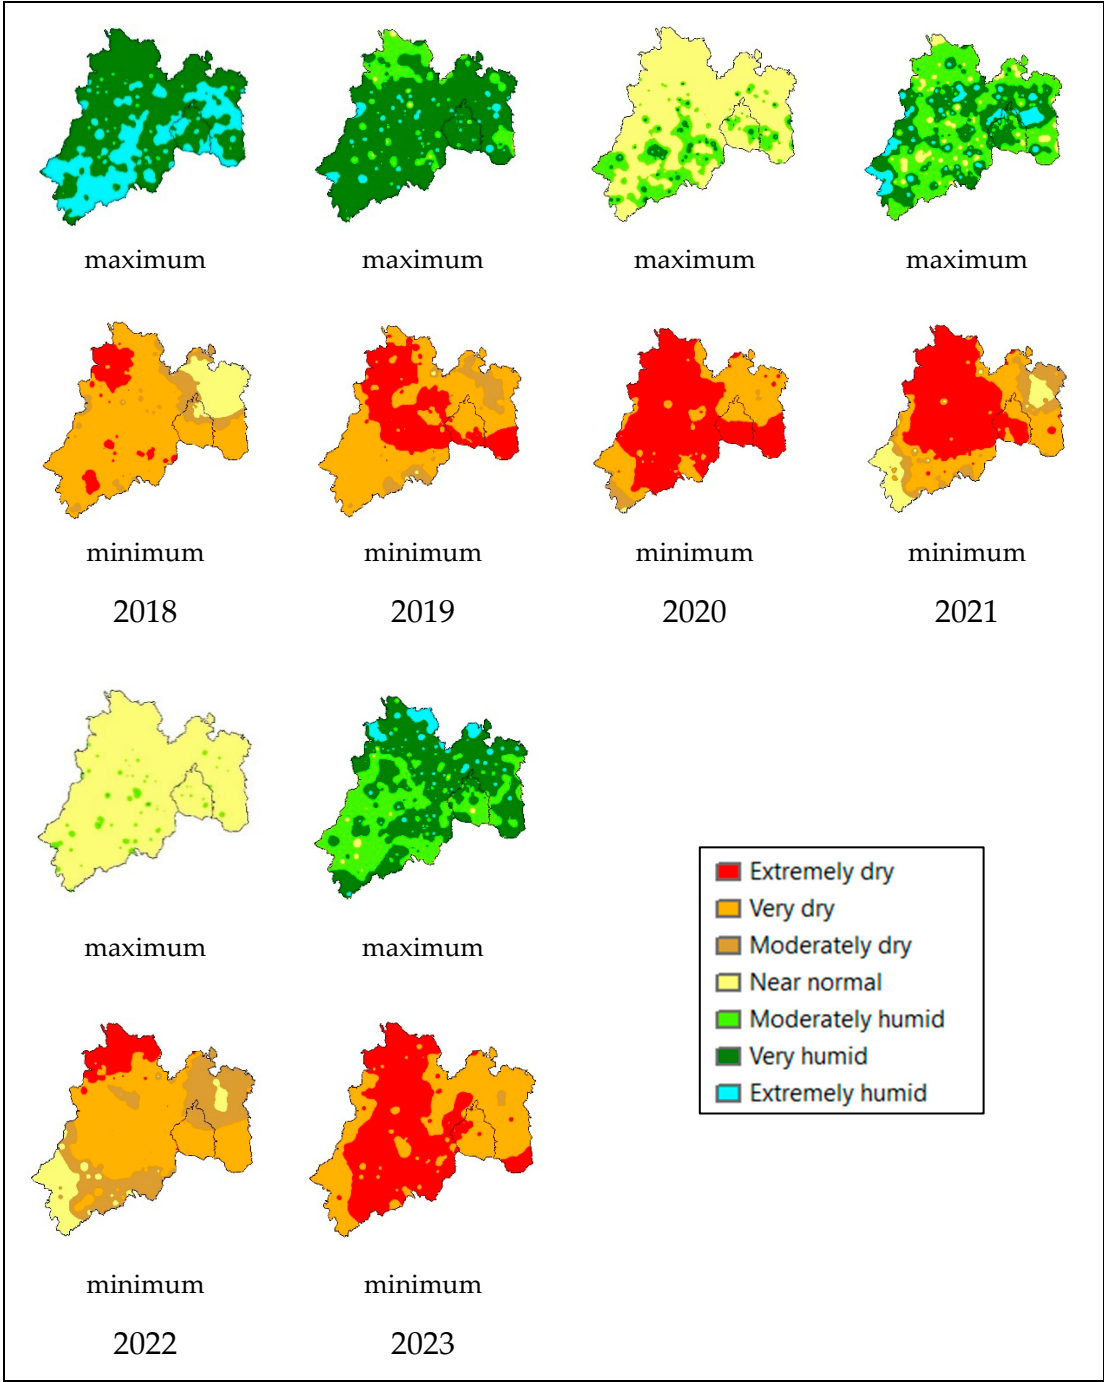 maximum maximum maximum maximum
minimum minimum minimum minimum
2018 2019 2020 2021
maximum maximum
minimum minimum
2022 2023
Extremely dry
Very dry
Moderately dry
Near normal
Moderately humid
Very humid
Extremely humid